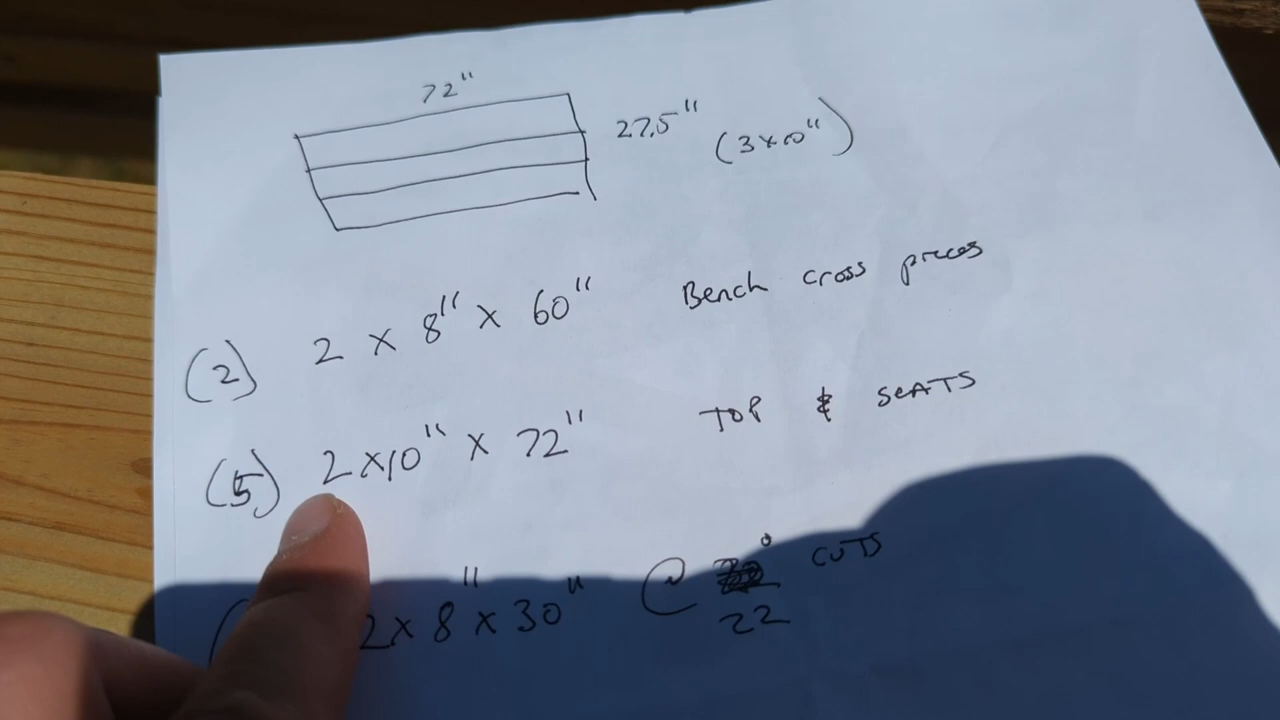 72"
27.5" (3x10")
(2) 2 x 8" x 60" Bench cross pieces
(5) 2x10" x 72" TOP & SEATS
2x 8" x 30" @ 22° CUTS